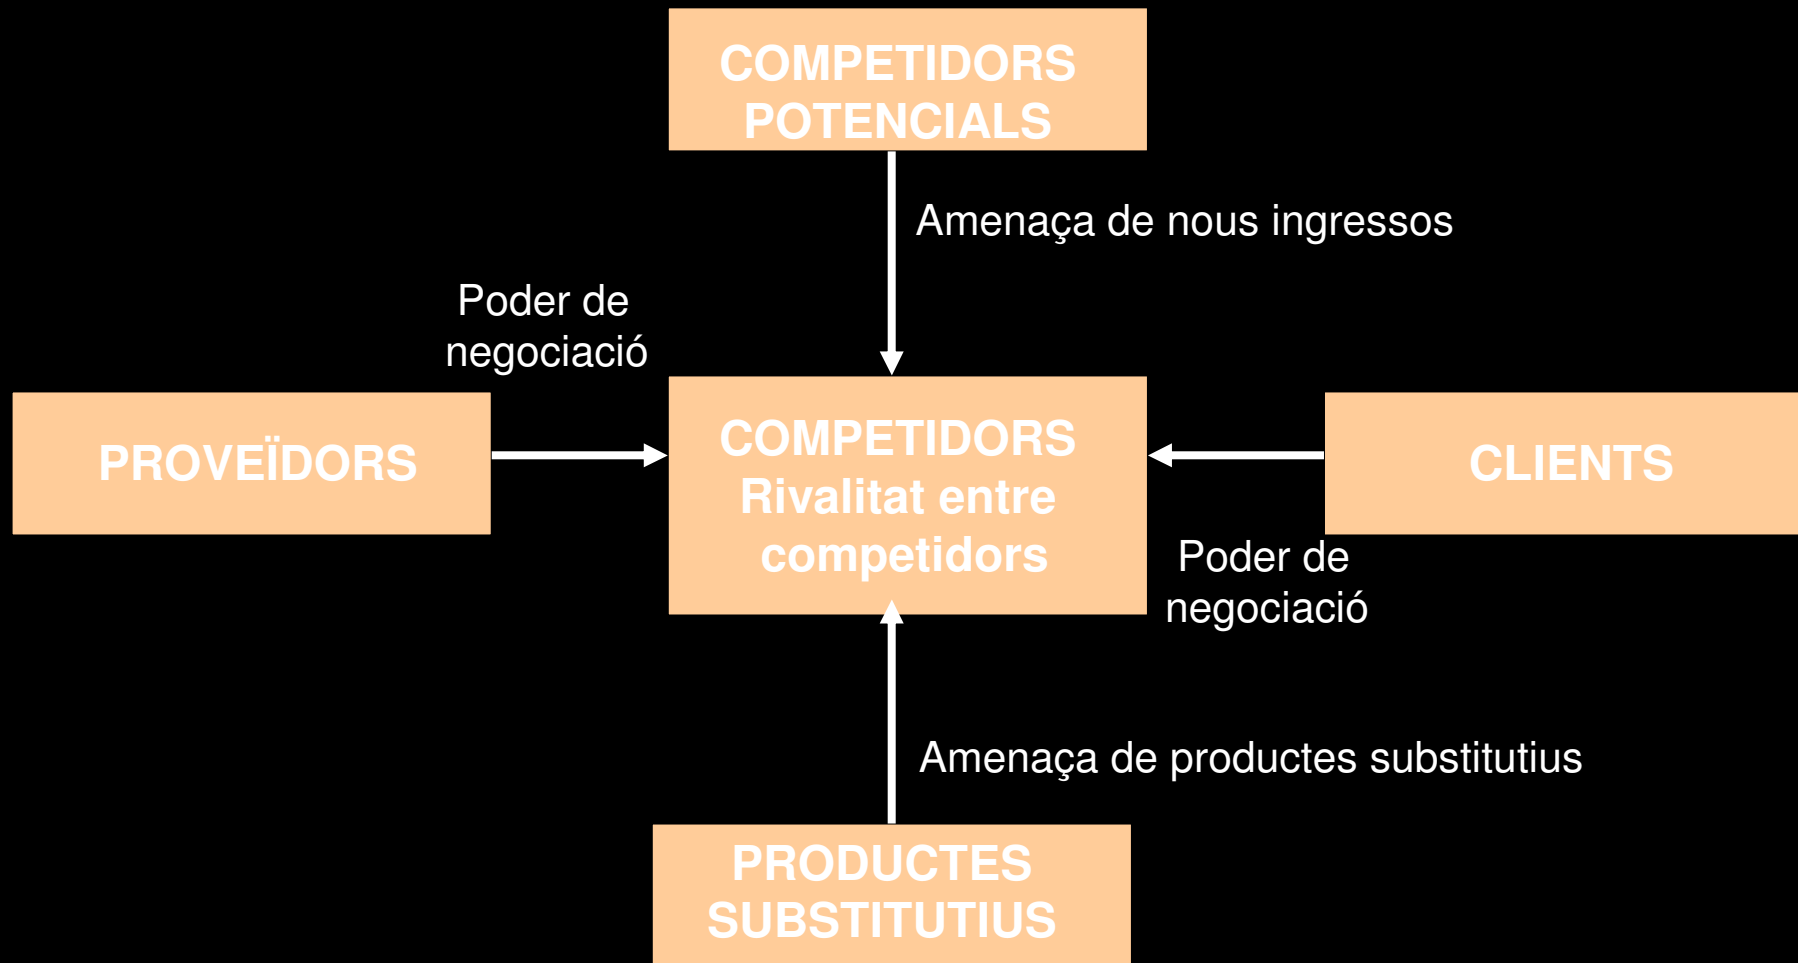 COMPETIDORS
POTENCIALS
Amenaça de nous ingressos
Poder de
negociació
PROVEÏDORS
COMPETIDORS
Rivalitat entre
competidors
CLIENTS
Poder de
negociació
Amenaça de productes substitutius
PRODUCTES
SUBSTITUTIUS